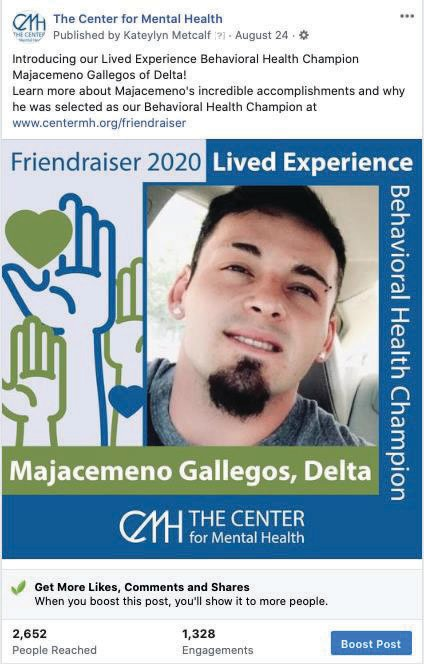 The Center for Mental Health
Published by Kateylyn Metcalf [?] · August 24 ·
Introducing our Lived Experience Behavioral Health Champion
Majacemeno Gallegos of Delta!
Learn more about Majacemeno's incredible accomplishments and why
he was selected as our Behavioral Health Champion at
www.centermh.org/friendraiser
Friendraiser 2020 Lived Experience
Behavioral Health Champion
Majacemeno Gallegos, Delta
CMH THE CENTER
for Mental Health
Get More Likes, Comments and Shares
When you boost this post, you'll show it to more people.
2,652 1,328
People Reached Engagements
Boost Post